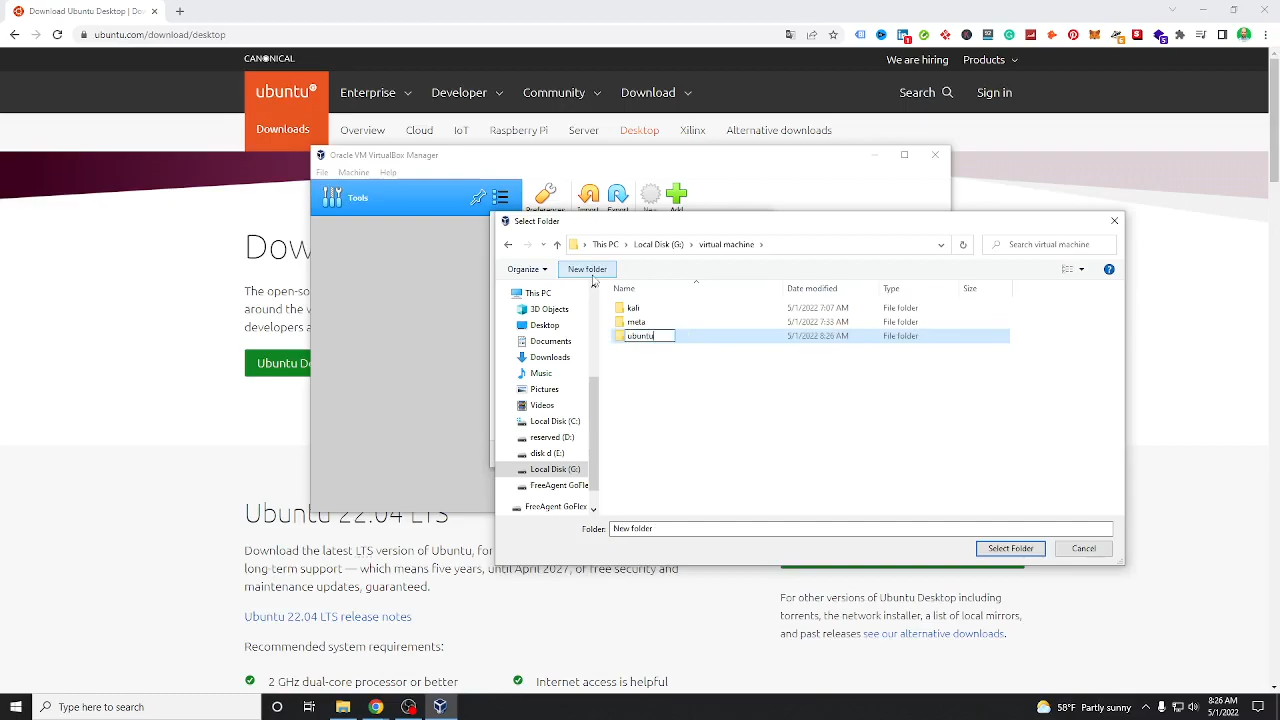 Download Ubuntu Desktop | Do
ubuntu.com/download/desktop
CANONICAL
We are hiring Products
ubuntu Enterprise Developer Community Download Search Sign in
Downloads Overview Cloud IoT Raspberry Pi Server Desktop Xilinx Alternative downloads
Oracle VM VirtualBox Manager
File Machine Help
Tools
Preferences Import Export New Add
Select Folder
This PC Local Disk (G:) virtual machine Search virtual machine
Organize New folder
Name Date modified Type Size
This PC
3D Objects
Desktop
Documents
Downloads
Music
Pictures
Videos
Local Disk (C:)
reserved (D:)
disk d (E:)
Local Disk (G:)
FreeAgent GoFle
FreeAgent GoFlex
kali 5/1/2022 7:07 AM File folder
meta 5/1/2022 7:33 AM File folder
ubuntu 5/1/2022 8:26 AM File folder
Folder: New folder
Select Folder Cancel
Dow
The open-so
around the w
developers a
Ubuntu De
Ubuntu 22.04 LTS
Download the latest LTS version of Ubuntu, for
long-term support — which means five years, until April 2027, of free security and
maintenance updates, guaranteed.
Ubuntu 22.04 LTS release notes
Recommended system requirements:
2 GHz dual-core processor or better
Internet access is helpful
For other versions of Ubuntu Desktop including
torrents, the network installer, a list of local mirrors,
and past releases see our alternative downloads.
Type here to search
58°F Partly sunny
8:26 AM
5/1/2022